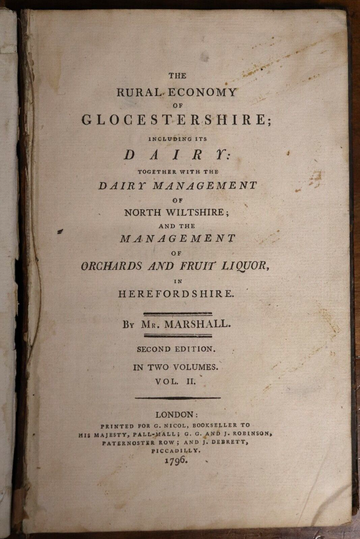 THE
RURAL ECONOMY
OF
GLOCESTERSHIRE;
INCLUDING ITS
DAIRY:
TOGETHER WITH THE
DAIRY MANAGEMENT
OF
NORTH WILTSHIRE;
AND THE
MANAGEMENT
OF
ORCHARDS AND FRUIT LIQUOR,
IN
HEREFORDSHIRE.
BY MR. MARSHALL.
SECOND EDITION.
IN TWO VOLUMES.
VOL. II.
LONDON:
PRINTED FOR G. NICOL, BOOKSELLER TO
HIS MAJESTY, PALL-MALL; G. G. AND J. ROBINSON,
PATERNOSTER ROW; AND J. DEBRETT,
PICCADILLY.
1796.